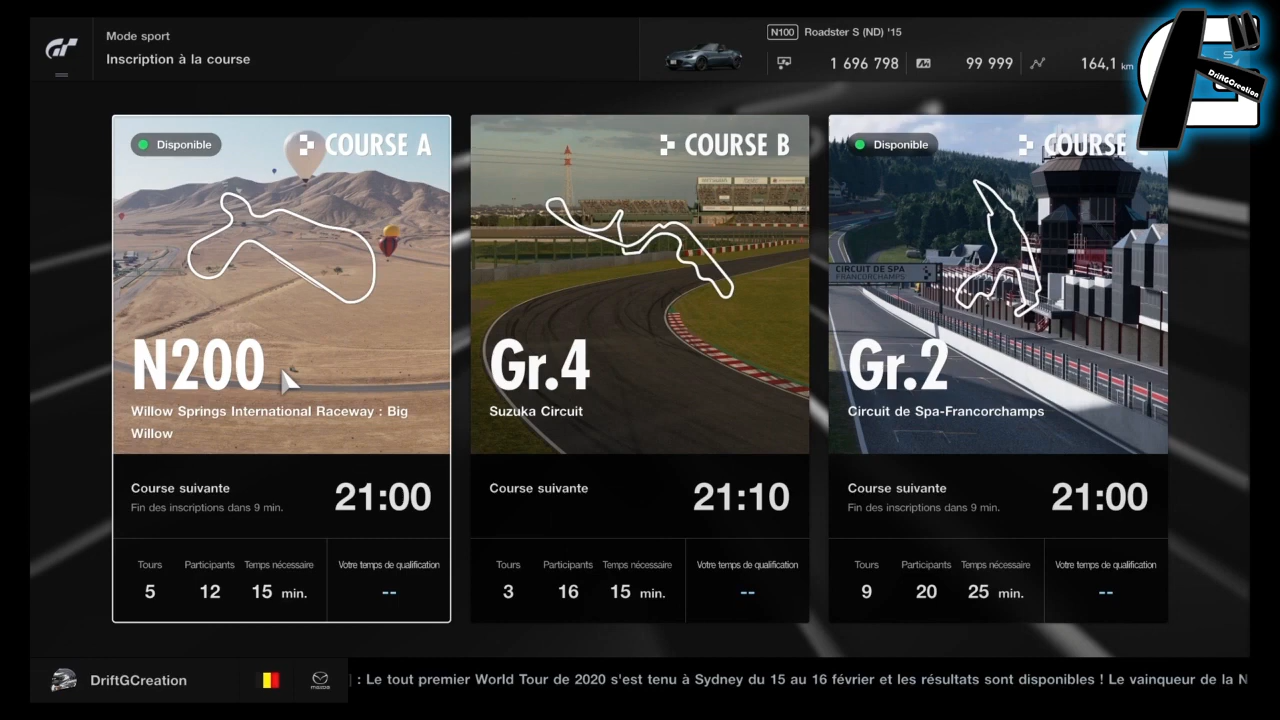 Mode sport
Inscription à la course
N100 Roadster S (ND) '15
1 696 798
99 999
164,1 km
S
DriftGCreation
Disponible
COURSE A
N200
Willow Springs International Raceway : Big
Willow
Course suivante
Fin des inscriptions dans 9 min.
21:00
Tours Participants Temps nécessaire Votre temps de qualification
5 12 15 min. --
COURSE B
Gr.4
Suzuka Circuit
Course suivante
21:10
Tours Participants Temps nécessaire Votre temps de qualification
3 16 15 min. --
Disponible
COURSE
CIRCUIT DE SPA
FRANCORCHAMPS
Gr.2
Circuit de Spa-Francorchamps
Course suivante
Fin des inscriptions dans 9 min.
21:00
Tours Participants Temps nécessaire Votre temps de qualification
9 20 25 min. --
DriftGCreation
mazda
: Le tout premier World Tour de 2020 s'est tenu à Sydney du 15 au 16 février et les résultats sont disponibles ! Le vainqueur de la N